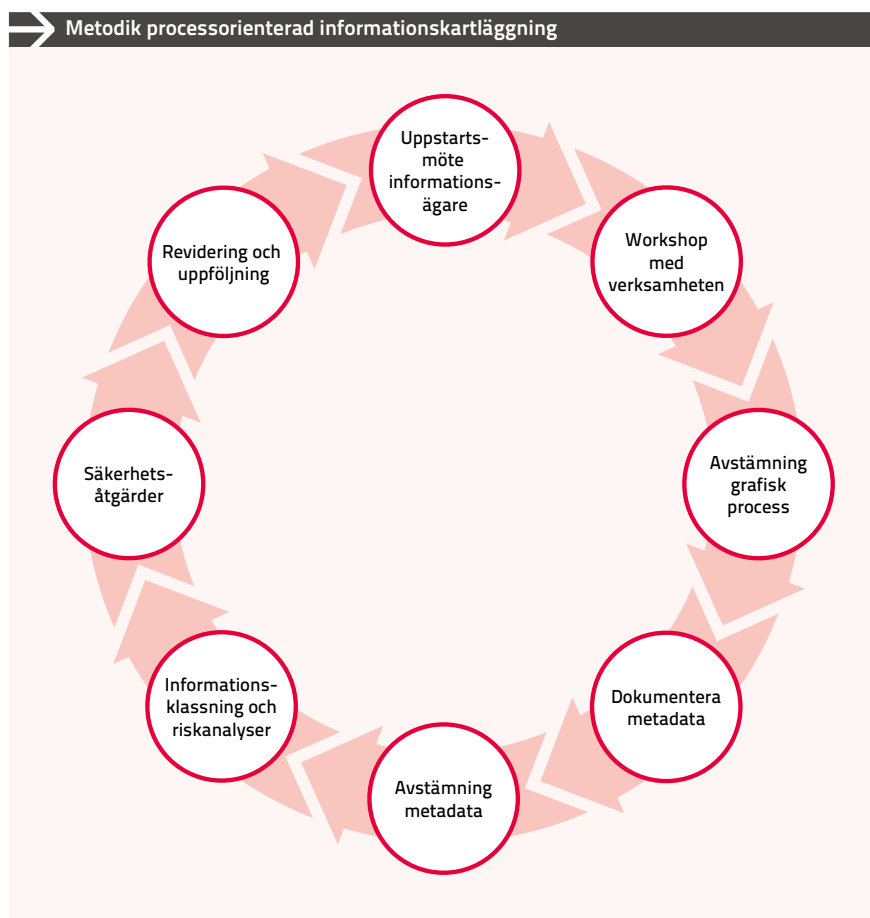 Metodik processorienterad informationskartläggning
Uppstarts-
möte
informations-
ägare
Workshop
med
verksamheten
Avstämning
grafisk
process
Dokumentera
metadata
Avstämning
metadata
Informations-
klassning och
riskanalyser
Säkerhets-
åtgärder
Revidering och
uppföljning